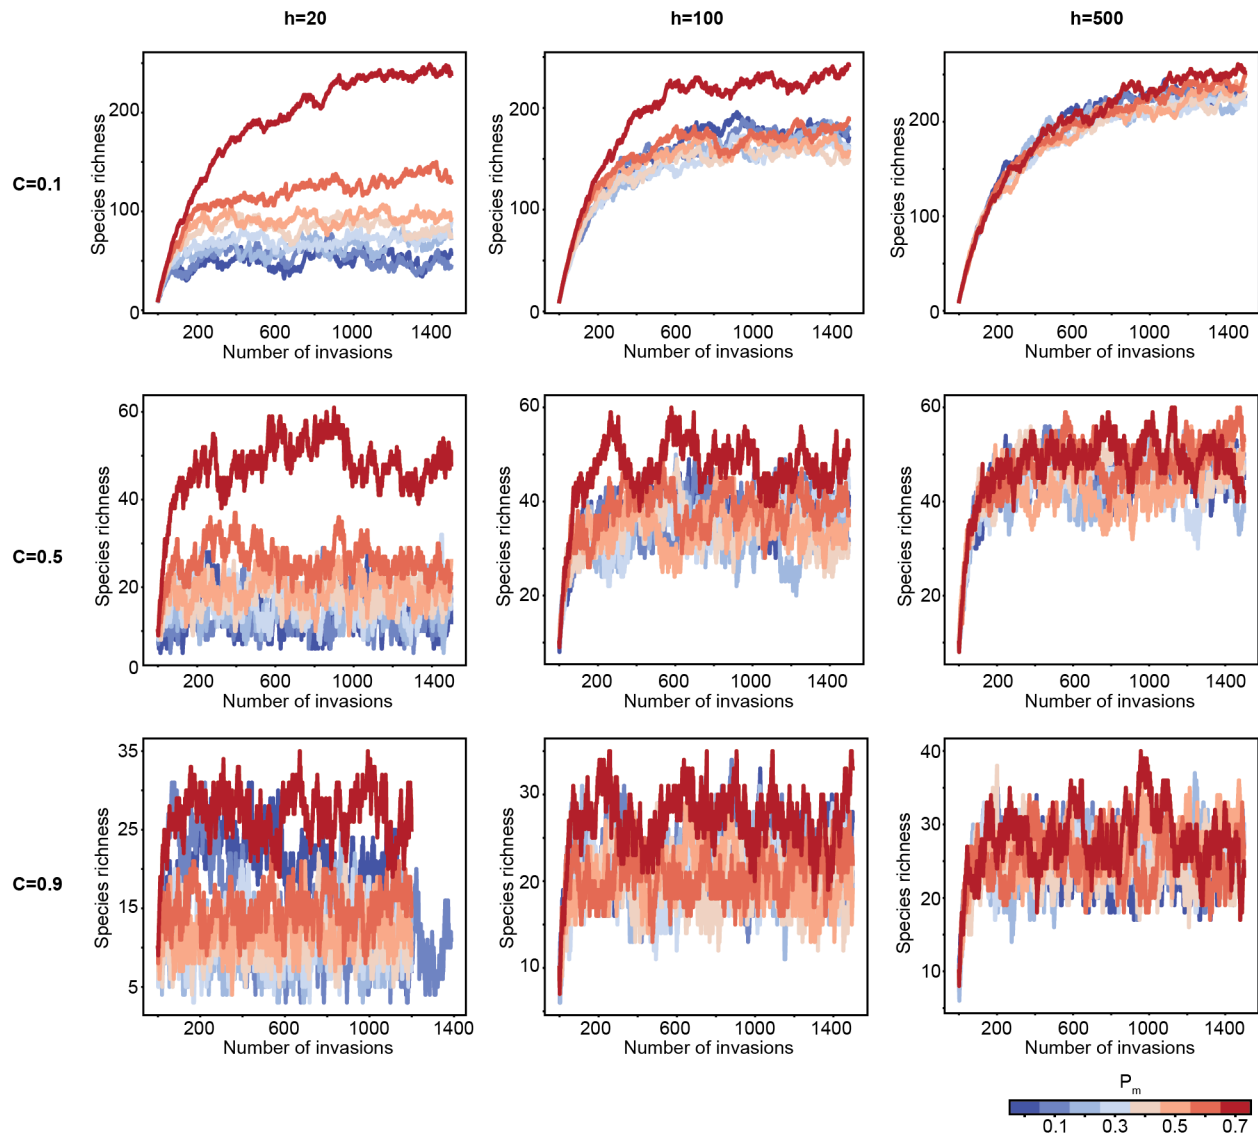 h=20 h=100 h=500
C=0.1
Species richness
200
100
0
200 600 1000 1400
Number of invasions
Species richness
200
100
0
200 600 1000 1400
Number of invasions
Species richness
200
100
0
200 600 1000 1400
Number of invasions
C=0.5
Species richness
60
40
20
0
200 600 1000 1400
Number of invasions
Species richness
60
40
20
200 600 1000 1400
Number of invasions
Species richness
60
40
20
200 600 1000 1400
Number of invasions
C=0.9
Species richness
35
25
15
5
200 600 1000 1400
Number of invasions
Species richness
30
20
10
200 600 1000 1400
Number of invasions
Species richness
40
30
20
10
200 600 1000 1400
Number of invasions
Pm
0.1 0.3 0.5 0.7